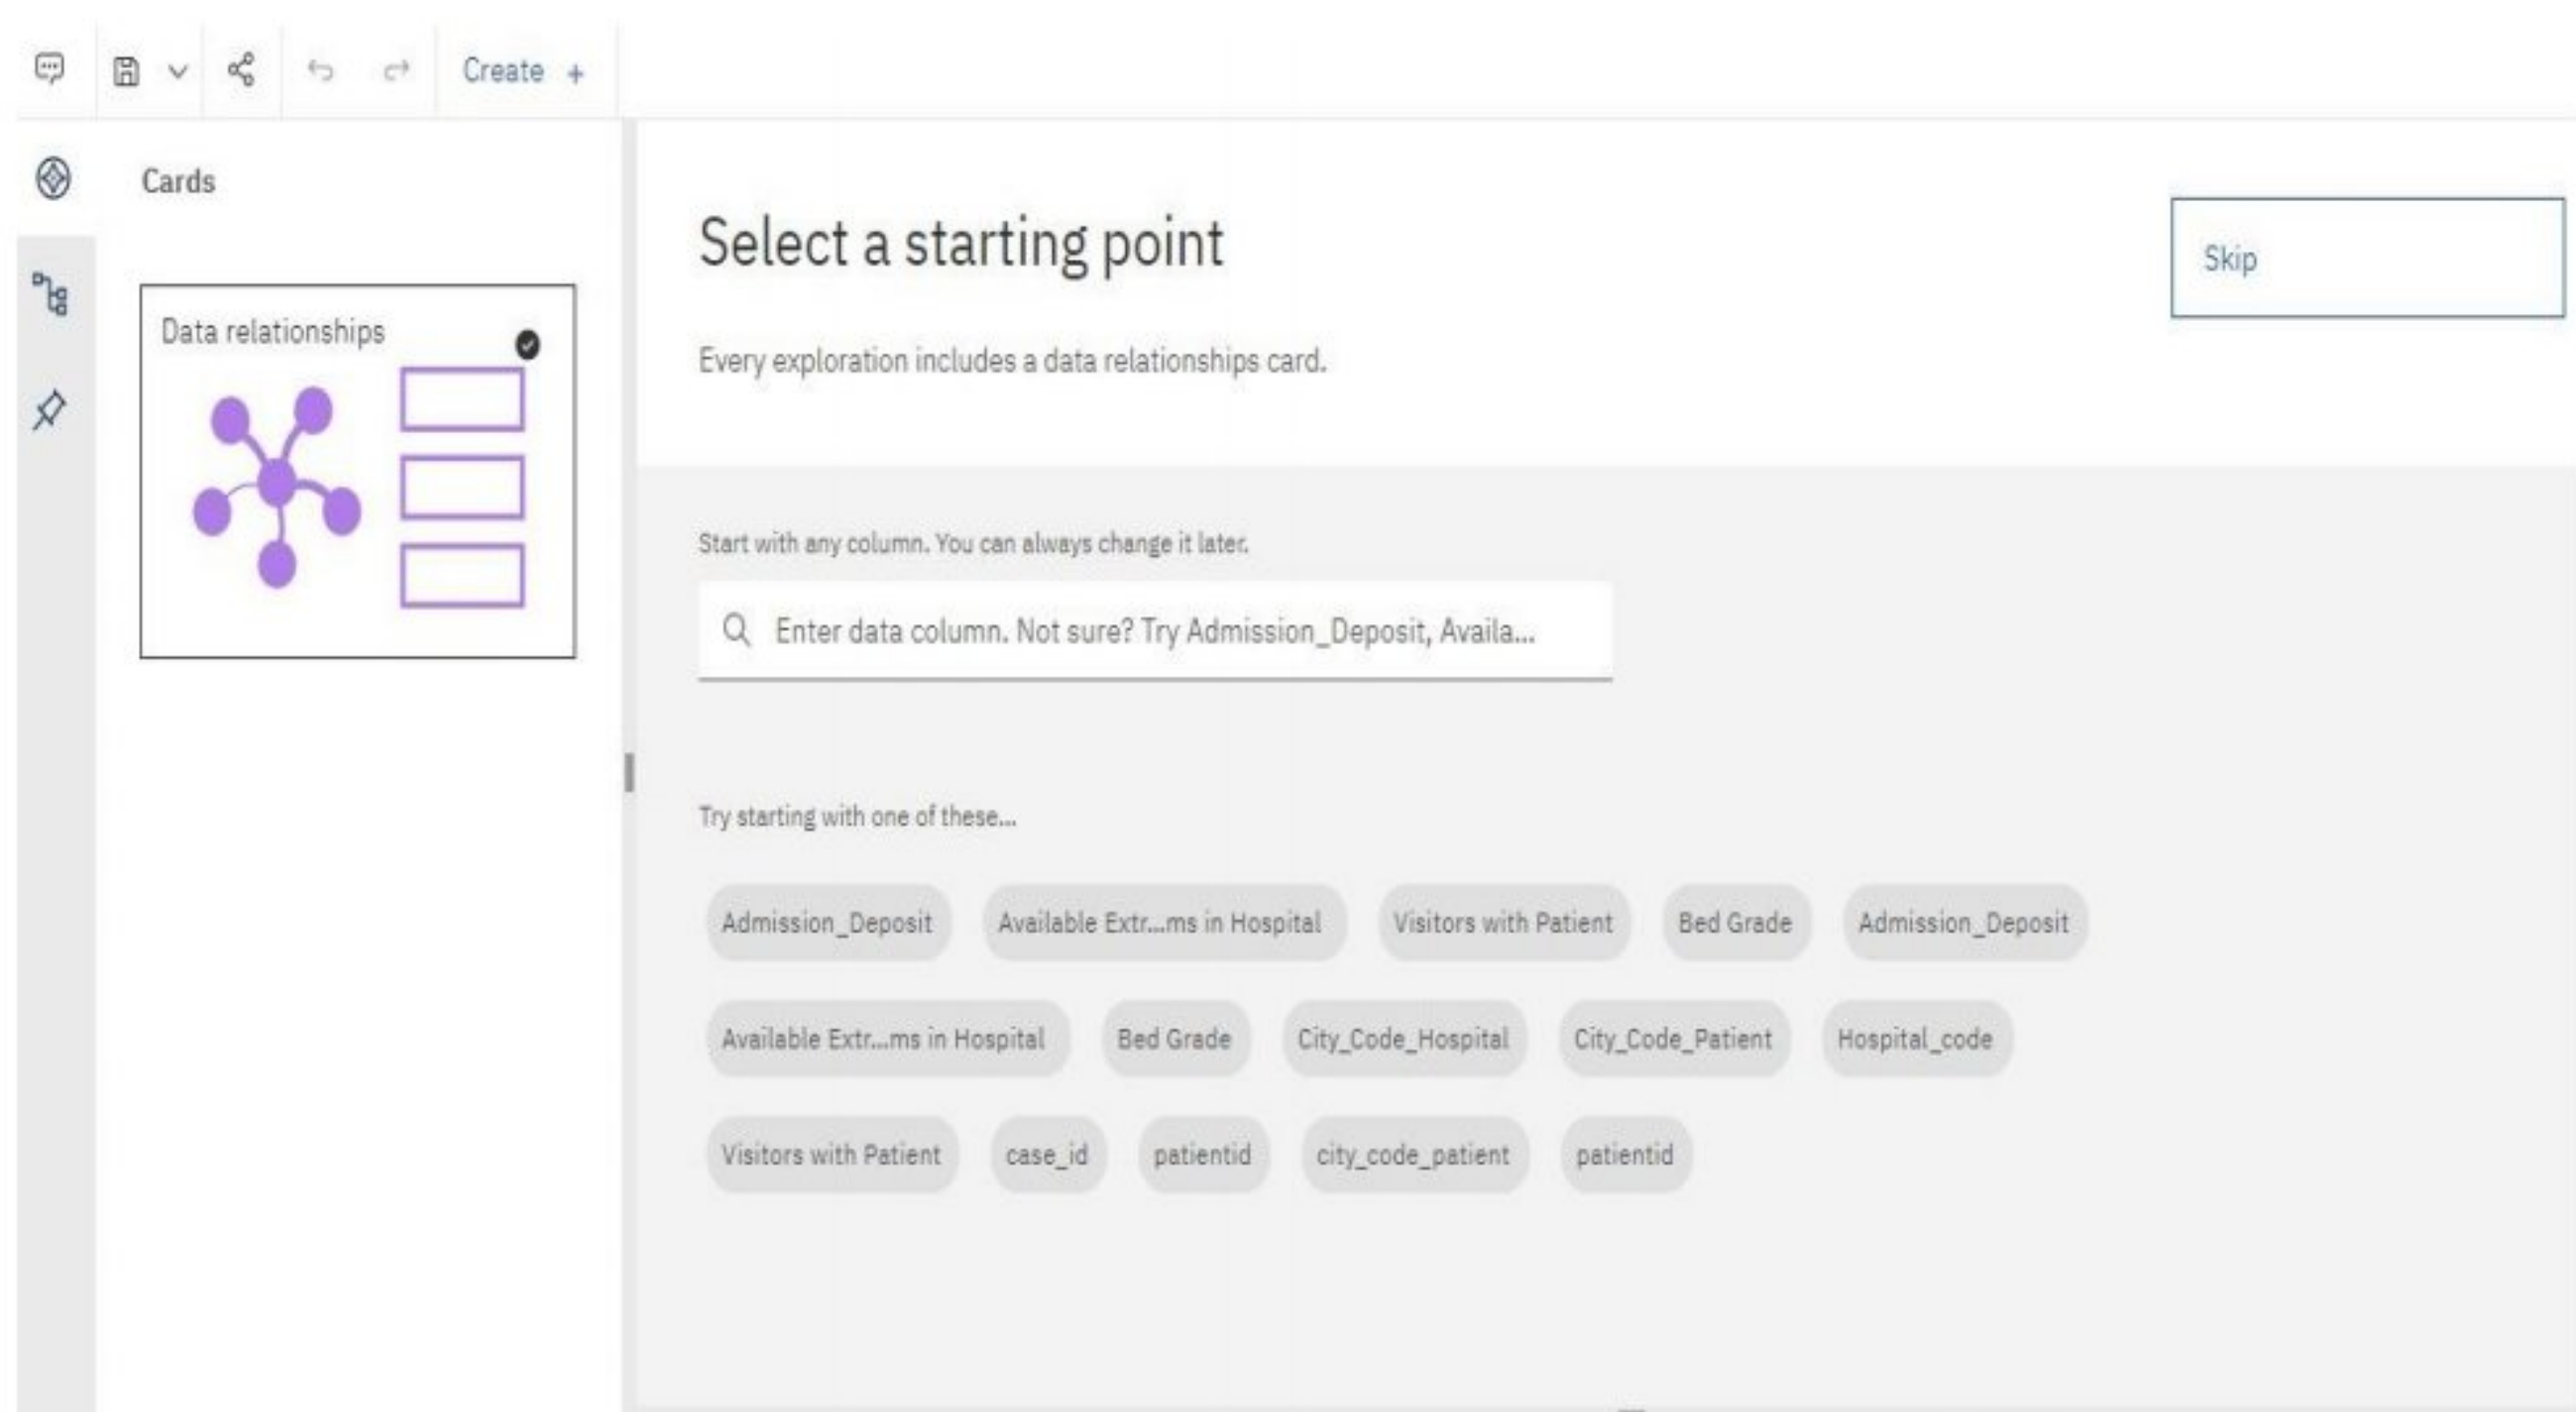 Create +
Cards
Data relationships
Select a starting point
Skip
Every exploration includes a data relationships card.
Start with any column. You can always change it later.
Enter data column. Not sure? Try Admission_Deposit, Availa...
Try starting with one of these...
Admission_Deposit Available Extr...ms in Hospital Visitors with Patient Bed Grade Admission_Deposit
Available Extr...ms in Hospital Bed Grade City_Code_Hospital City_Code_Patient Hospital_code
Visitors with Patient case_id patientid city_code_patient patientid